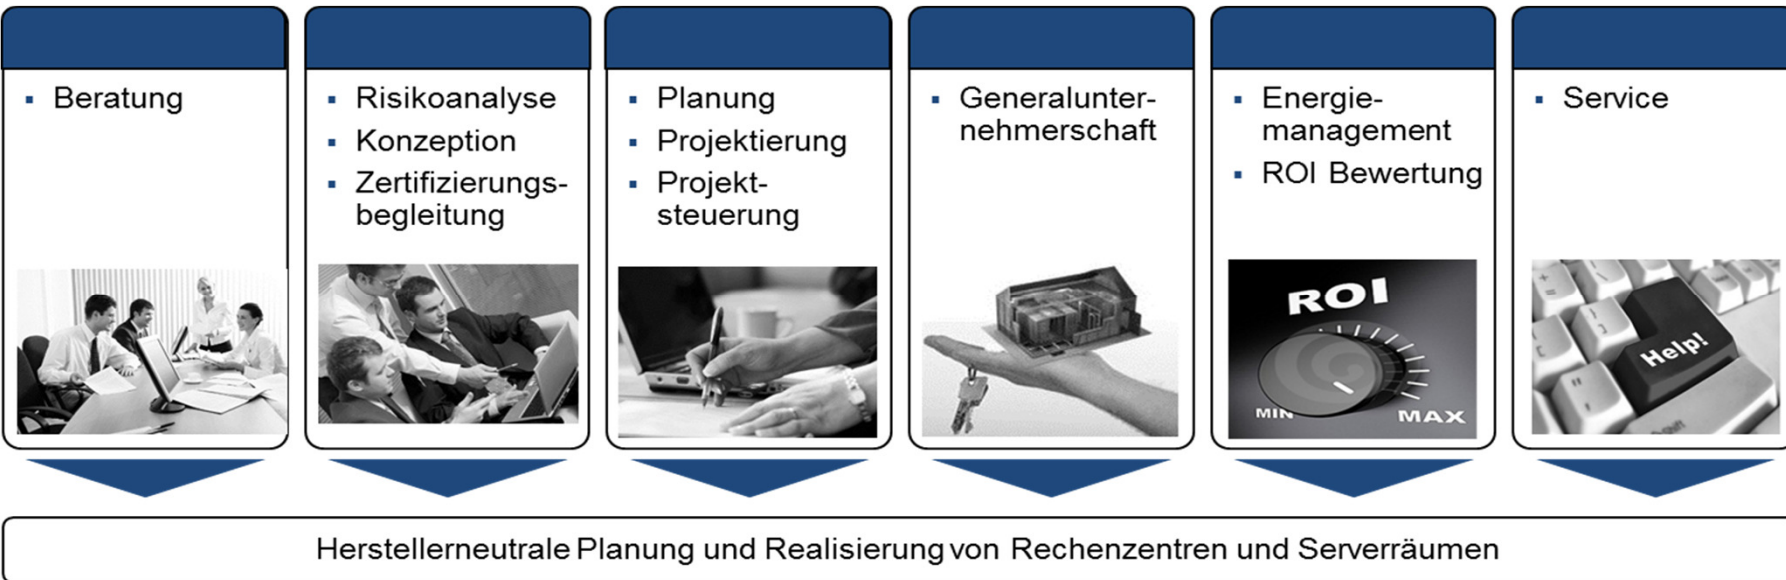 Beratung
Risikoanalyse
Konzeption
Zertifizierungs-
begleitung
Planung
Projektierung
Projekt-
steuerung
Generalunter-
nehmerschaft
Energie-
management
ROI Bewertung
Service
ROI
MIN
MAX
Help!
Shift
Herstellerneutrale Planung und Realisierung von Rechenzentren und Serverräumen